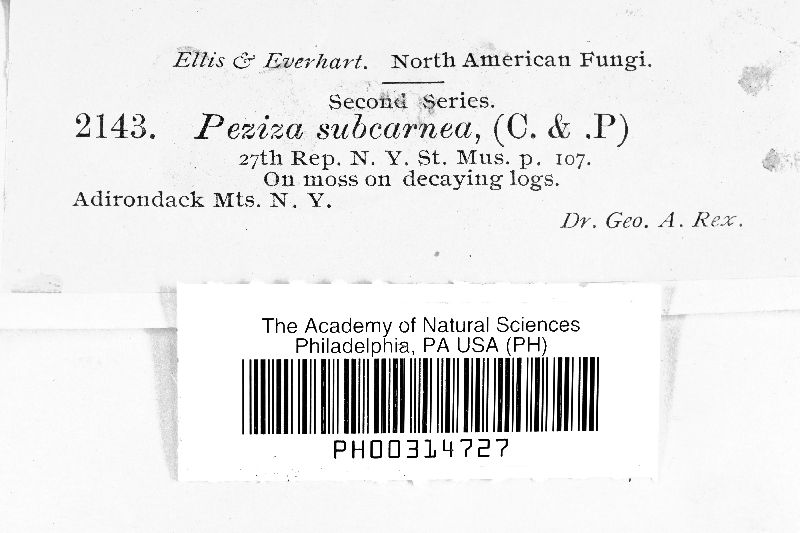 Ellis & Everhart. North American Fungi.
Second Series.
2143. Peziza subcarnea, (C. & .P)
27th Rep. N. Y. St. Mus. p. 107.
On moss on decaying logs.
Adirondack Mts. N. Y.
Dr. Geo. A. Rex.
The Academy of Natural Sciences
Philadelphia, PA USA (PH)
PH00314727